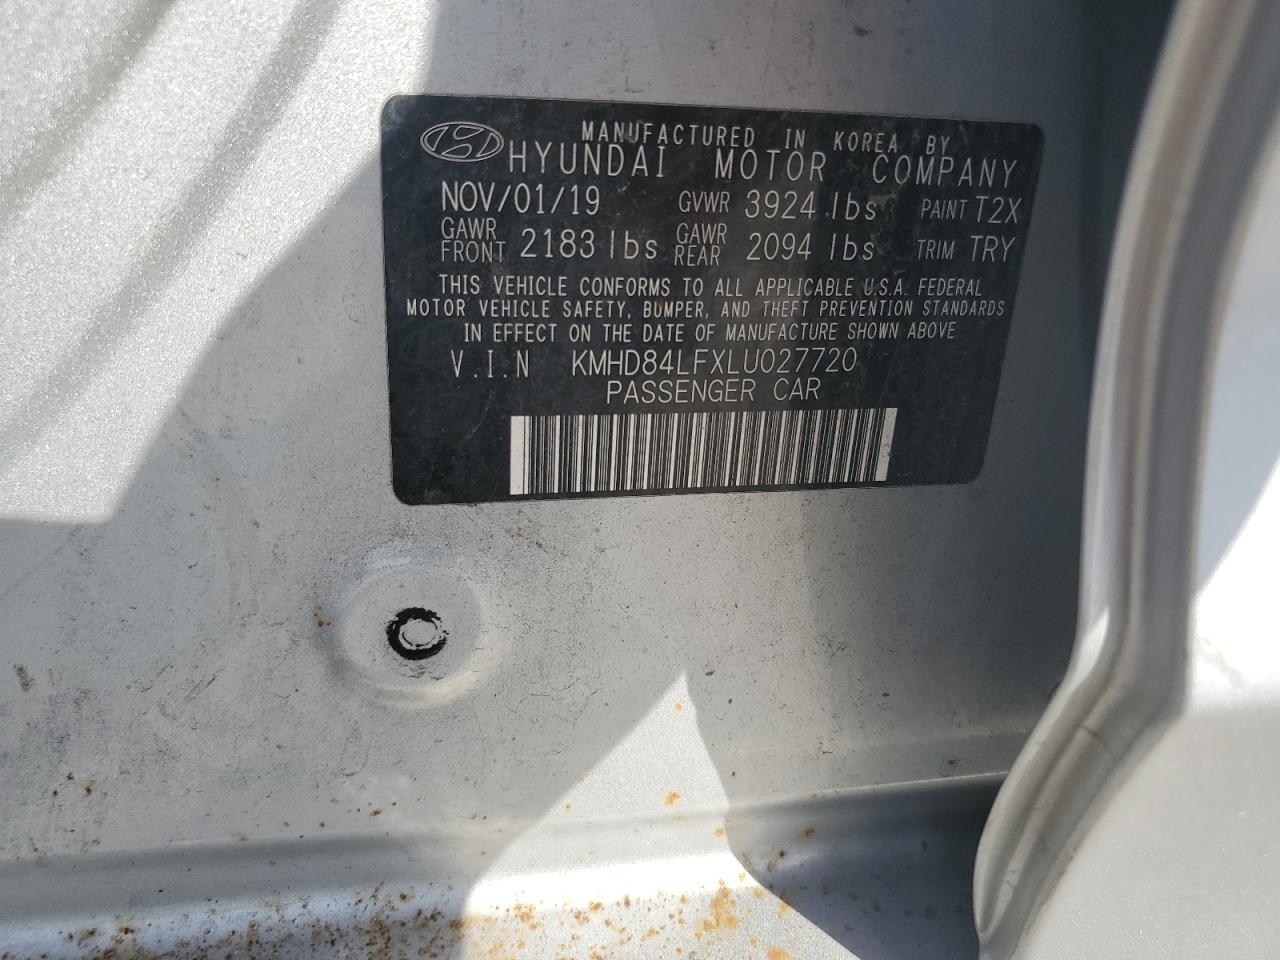 MANUFACTURED IN KOREA BY
HYUNDAI MOTOR COMPANY
NOV/01/19 GVWR 3924 lbs PAINT T2X
GAWR FRONT 2183 lbs GAWR REAR 2094 lbs TRIM TRY
THIS VEHICLE CONFORMS TO ALL APPLICABLE U.S.A. FEDERAL
MOTOR VEHICLE SAFETY, BUMPER, AND THEFT PREVENTION STANDARDS
IN EFFECT ON THE DATE OF MANUFACTURE SHOWN ABOVE
V.I.N KMHD84LFXLU027720
PASSENGER CAR